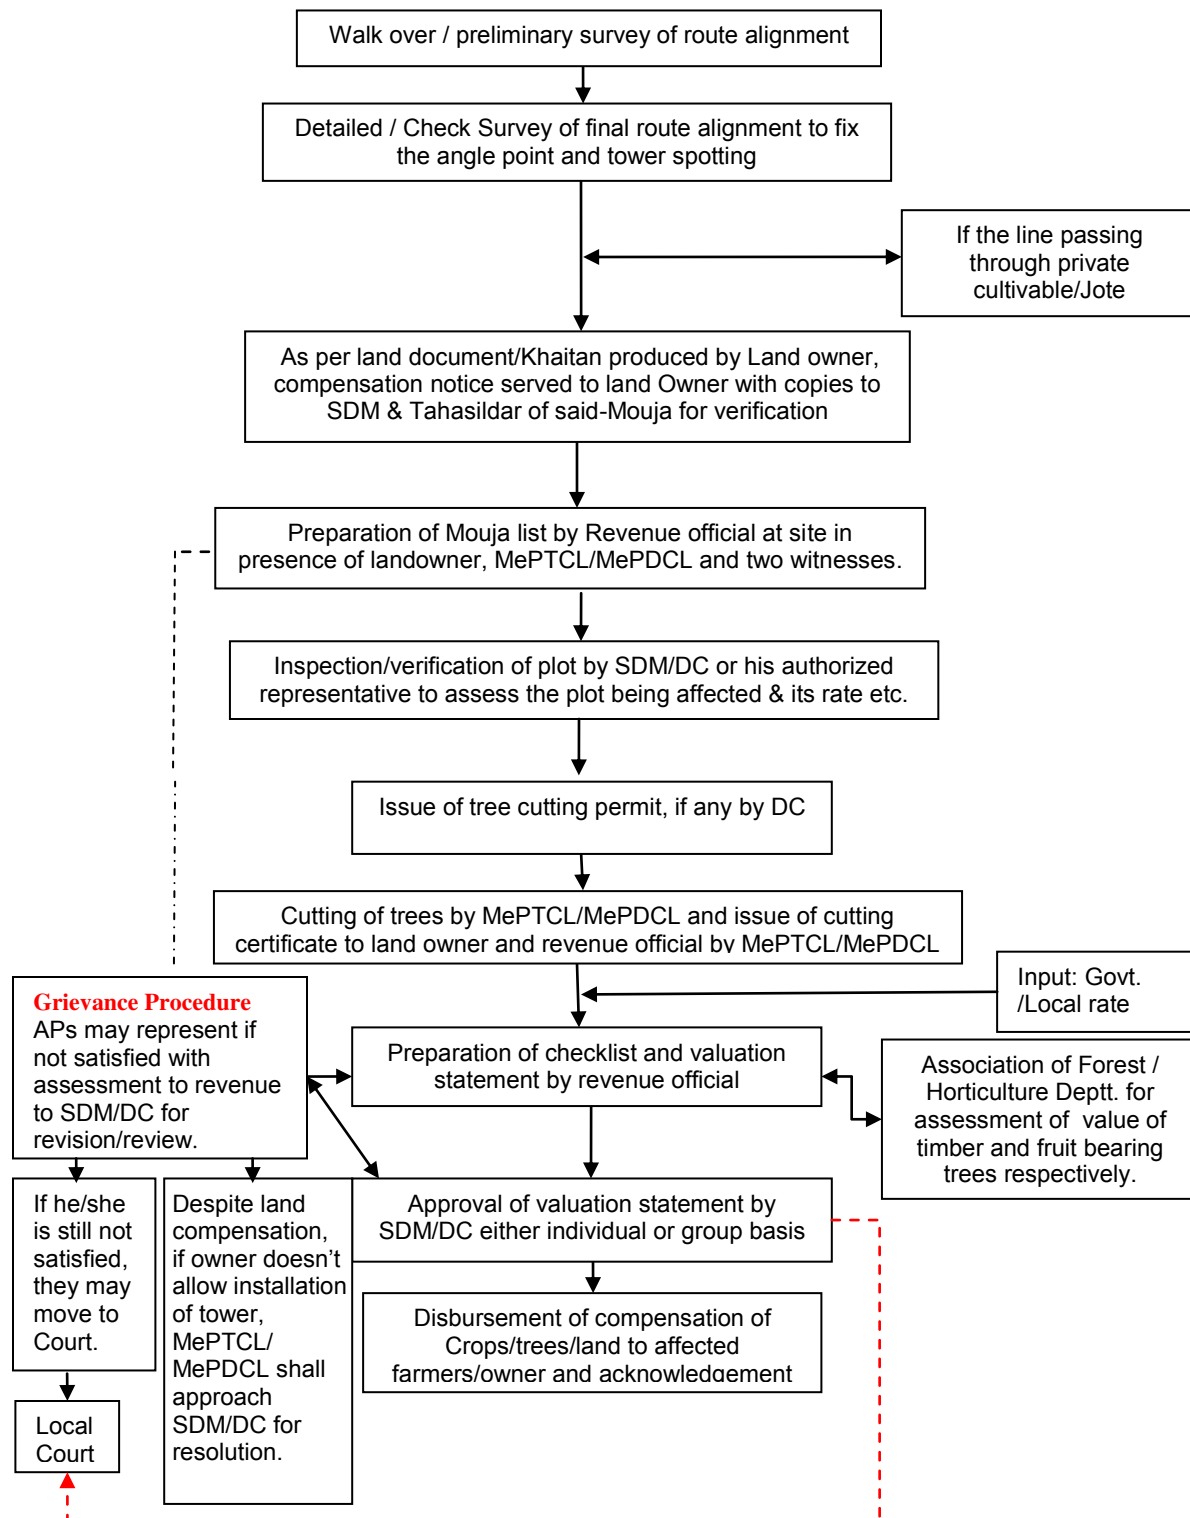 Walk over / preliminary survey of route alignment
Detailed / Check Survey of final route alignment to fix
the angle point and tower spotting
If the line passing
through private
cultivable/Jote
As per land document/Khaitan produced by Land owner,
compensation notice served to land Owner with copies to
SDM & Tahasildar of said-Mouja for verification
Preparation of Mouja list by Revenue official at site in
presence of landowner, MePTCL/MePDCL and two witnesses.
Inspection/verification of plot by SDM/DC or his authorized
representative to assess the plot being affected & its rate etc.
Issue of tree cutting permit, if any by DC
Cutting of trees by MePTCL/MePDCL and issue of cutting
certificate to land owner and revenue official by MePTCL/MePDCL
Input: Govt.
/Local rate
Grievance Procedure
APs may represent if
not satisfied with
assessment to revenue
to SDM/DC for
revision/review.
Preparation of checklist and valuation
statement by revenue official
Association of Forest /
Horticulture Deptt. for
assessment of value of
timber and fruit bearing
trees respectively.
If he/she
is still not
satisfied,
they may
move to
Court.
Despite land
compensation,
if owner doesn't
allow installation
of tower,
MePTCL/
MePDCL shall
approach
SDM/DC for
resolution.
Approval of valuation statement by
SDM/DC either individual or group basis
Disbursement of compensation of
Crops/trees/land to affected
farmers/owner and acknowledgement
Local
Court